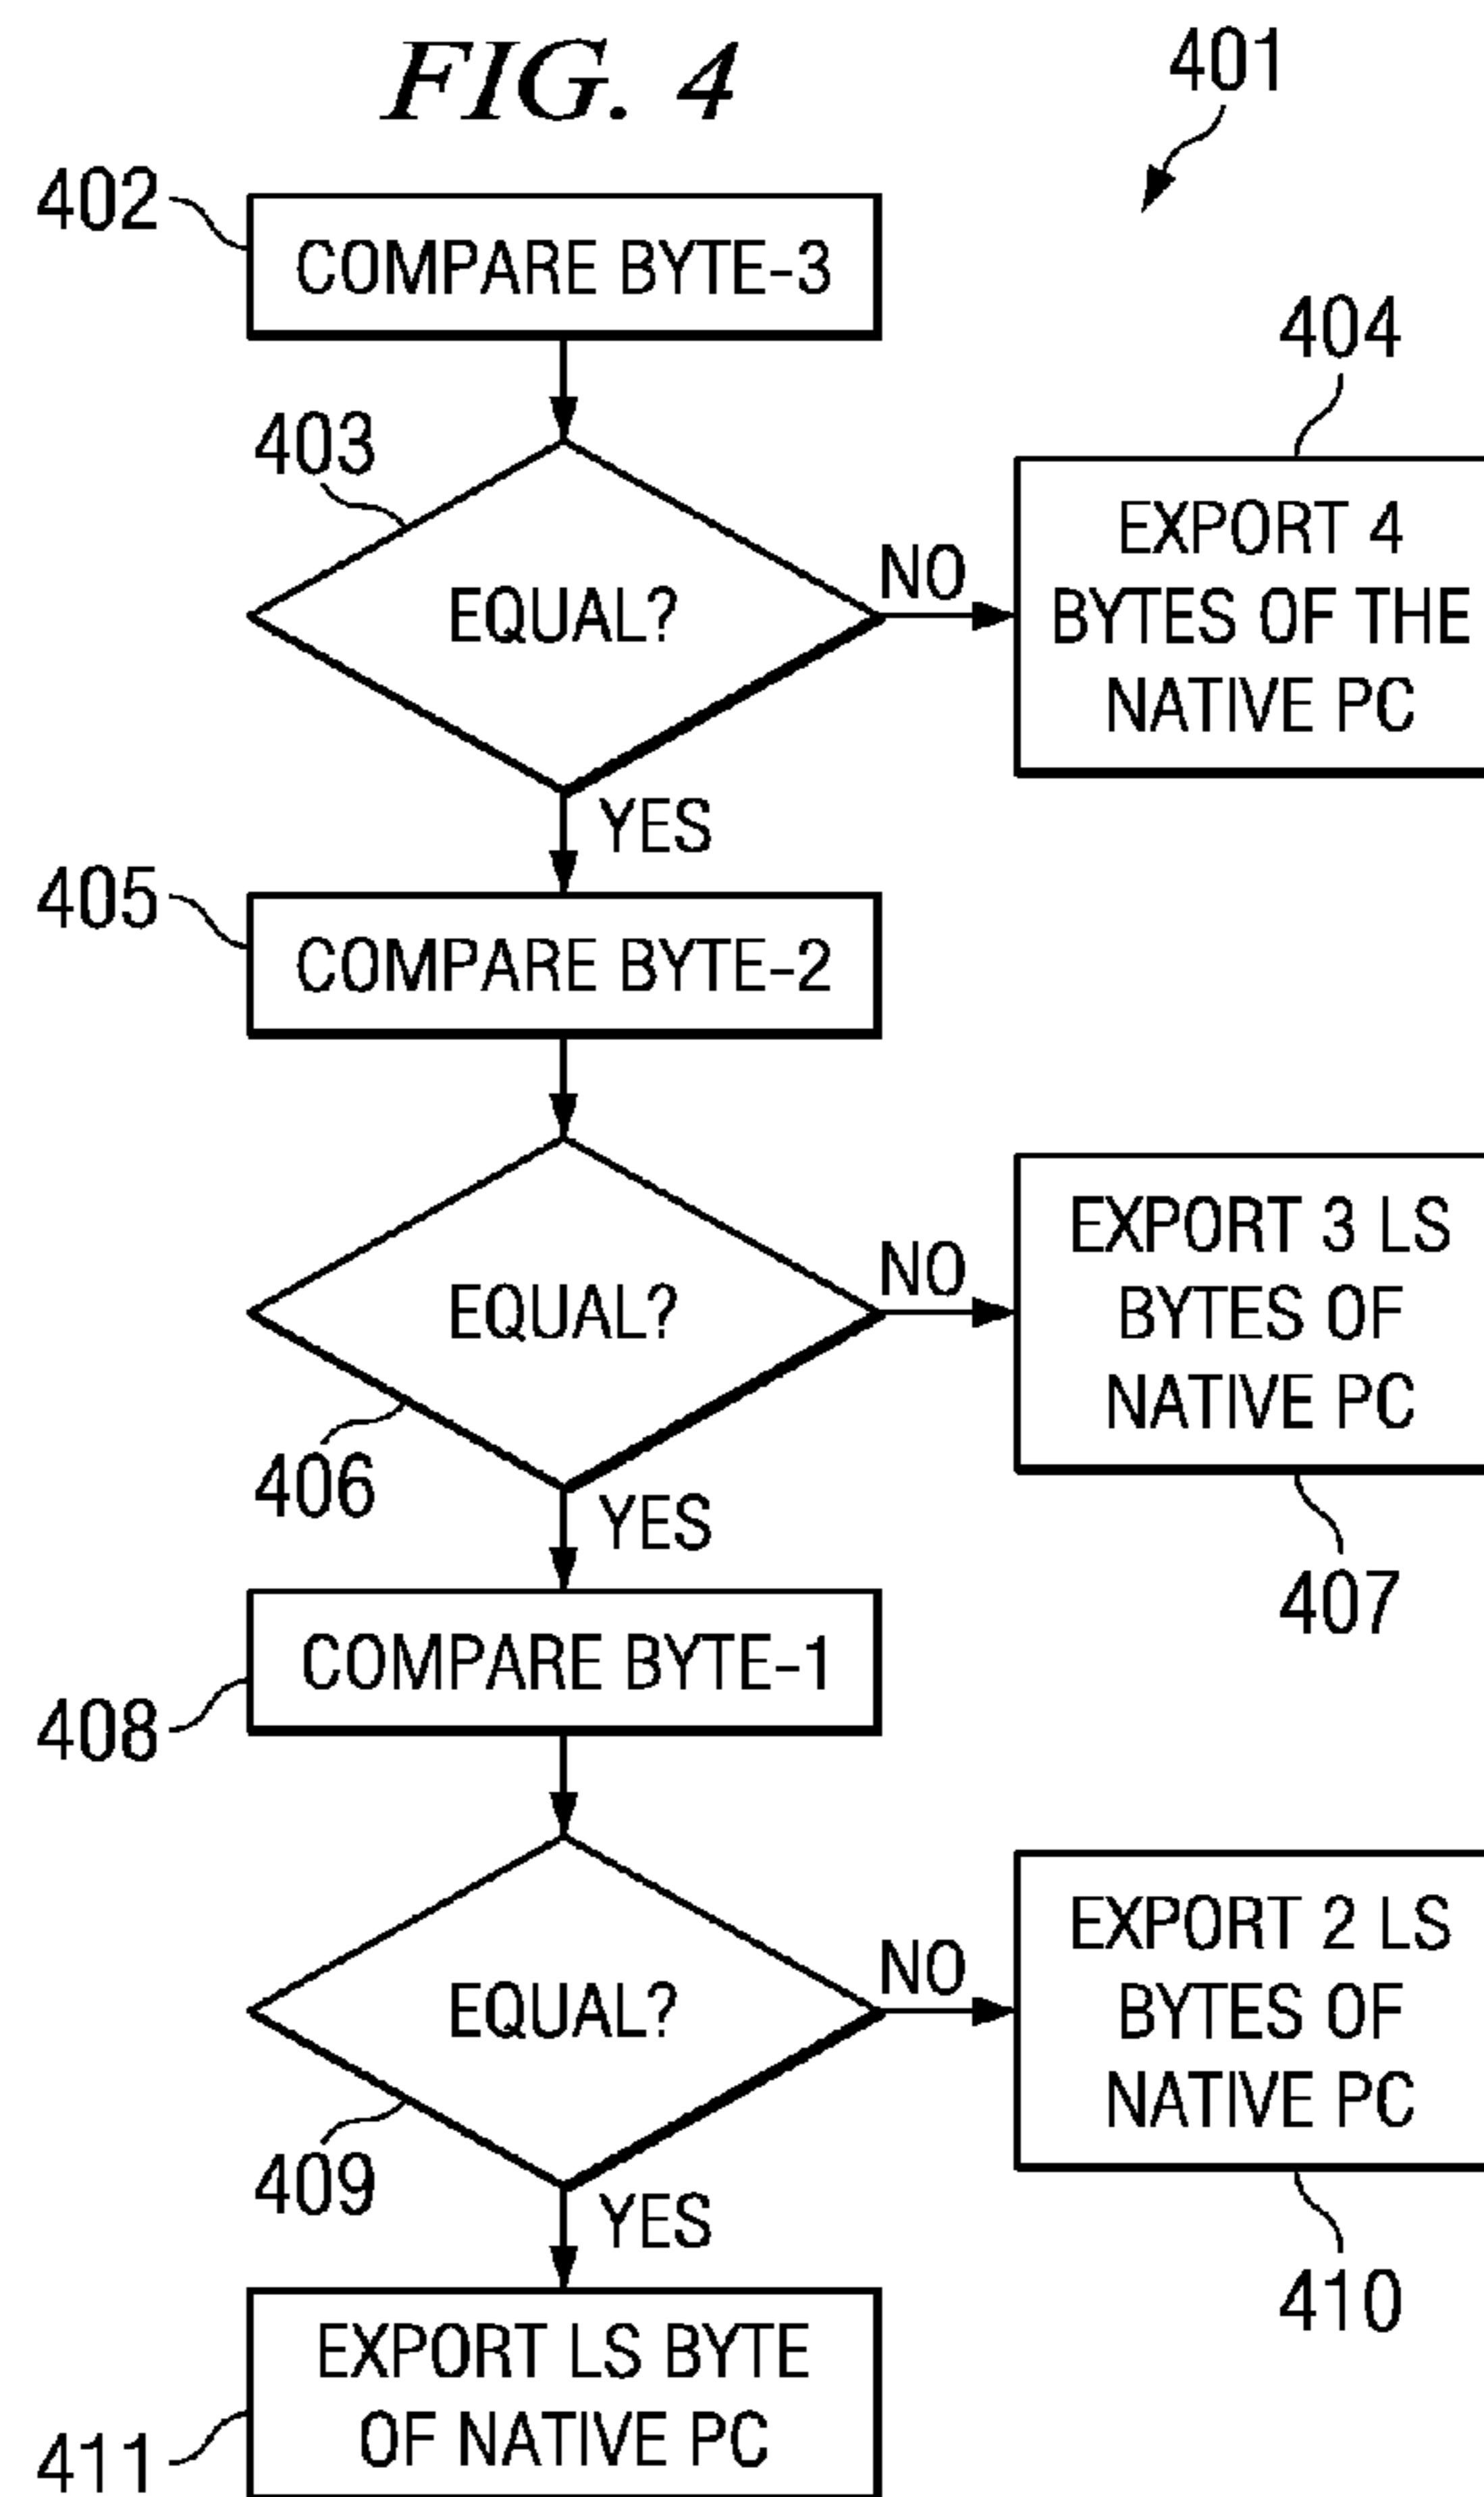 FIG. 4
401
402
COMPARE BYTE-3
404
403
EQUAL?
NO
EXPORT 4
BYTES OF THE
NATIVE PC
YES
405
COMPARE BYTE-2
EQUAL?
NO
EXPORT 3 LS
BYTES OF
NATIVE PC
406
YES
407
COMPARE BYTE-1
408
EQUAL?
NO
EXPORT 2 LS
BYTES OF
NATIVE PC
409
YES
410
EXPORT LS BYTE
OF NATIVE PC
411